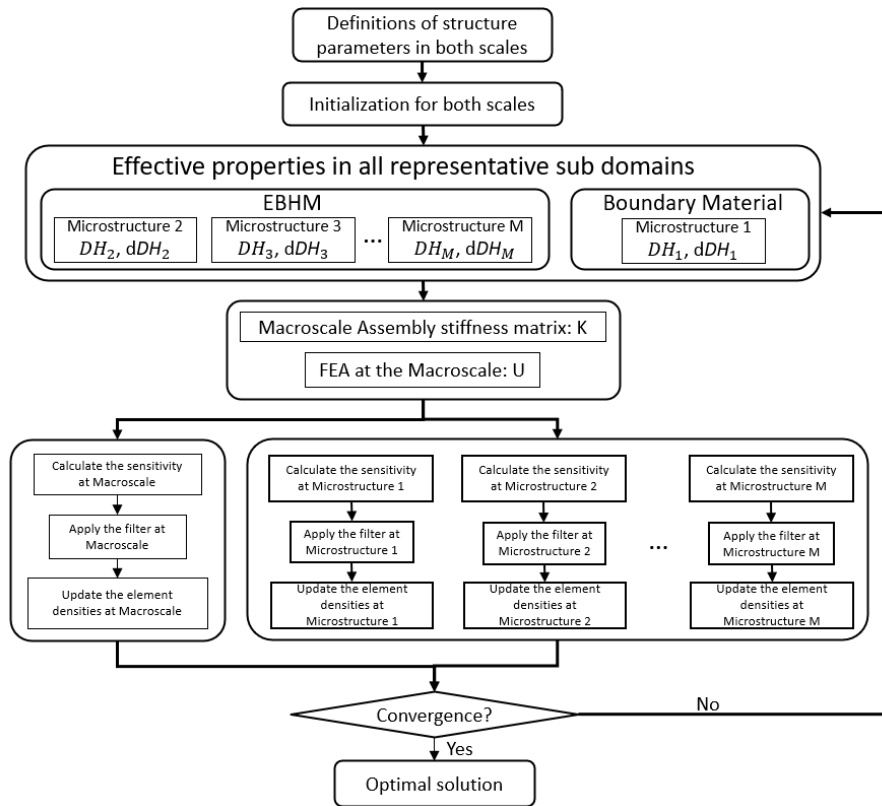 Definitions of structure
parameters in both scales
Initialization for both scales
Effective properties in all representative sub domains
EBHM
Microstructure 2
DH₂, dDH₂
Microstructure 3
DH₃, dDH₃
...
Microstructure M
DH_M, dDH_M
Boundary Material
Microstructure 1
DH₁, dDH₁
Macroscale Assembly stiffness matrix: K
FEA at the Macroscale: U
Calculate the sensitivity
at Macroscale
Apply the filter at
Macroscale
Update the element
densities at Macroscale
Calculate the sensitivity
at Microstructure 1
Apply the filter at
Microstructure 1
Update the element
densities at
Microstructure 1
Calculate the sensitivity
at Microstructure 2
Apply the filter at
Microstructure 2
Update the element
densities at
Microstructure 2
...
Calculate the sensitivity
at Microstructure M
Apply the filter at
Microstructure M
Update the element
densities at
Microstructure M
Convergence?
No
Yes
Optimal solution